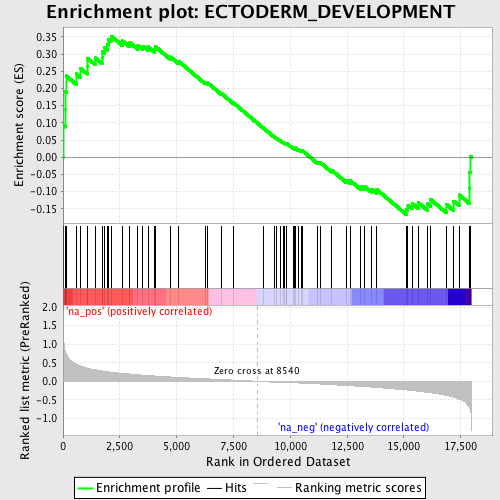 Enrichment plot: ECTODERM_DEVELOPMENT
Enrichment score (ES)
0.35
0.30
0.25
0.20
0.15
0.10
0.05
0.00
-0.05
-0.10
-0.15
'na_pos' (positively correlated)
Ranked list metric (PreRanked)
2.0
1.5
1.0
0.5
0.0
-0.5
-1.0
Zero cross at 8540
'na_neg' (negatively correlated)
0 2,500 5,000 7,500 10,000 12,500 15,000 17,500
Rank in Ordered Dataset
Enrichment profile Hits Ranking metric scores